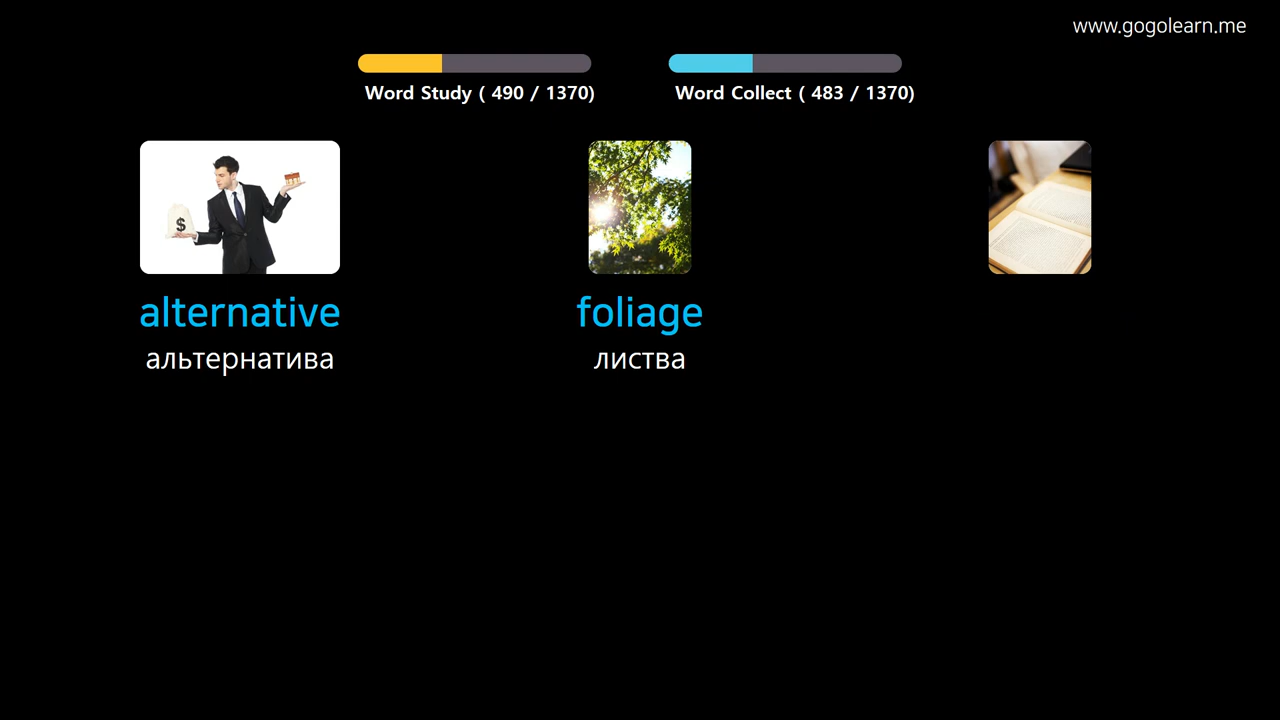 www.gogolearn.me
Word Study ( 490 / 1370)
Word Collect ( 483 / 1370)
$
alternative
foliage
альтернатива
листва